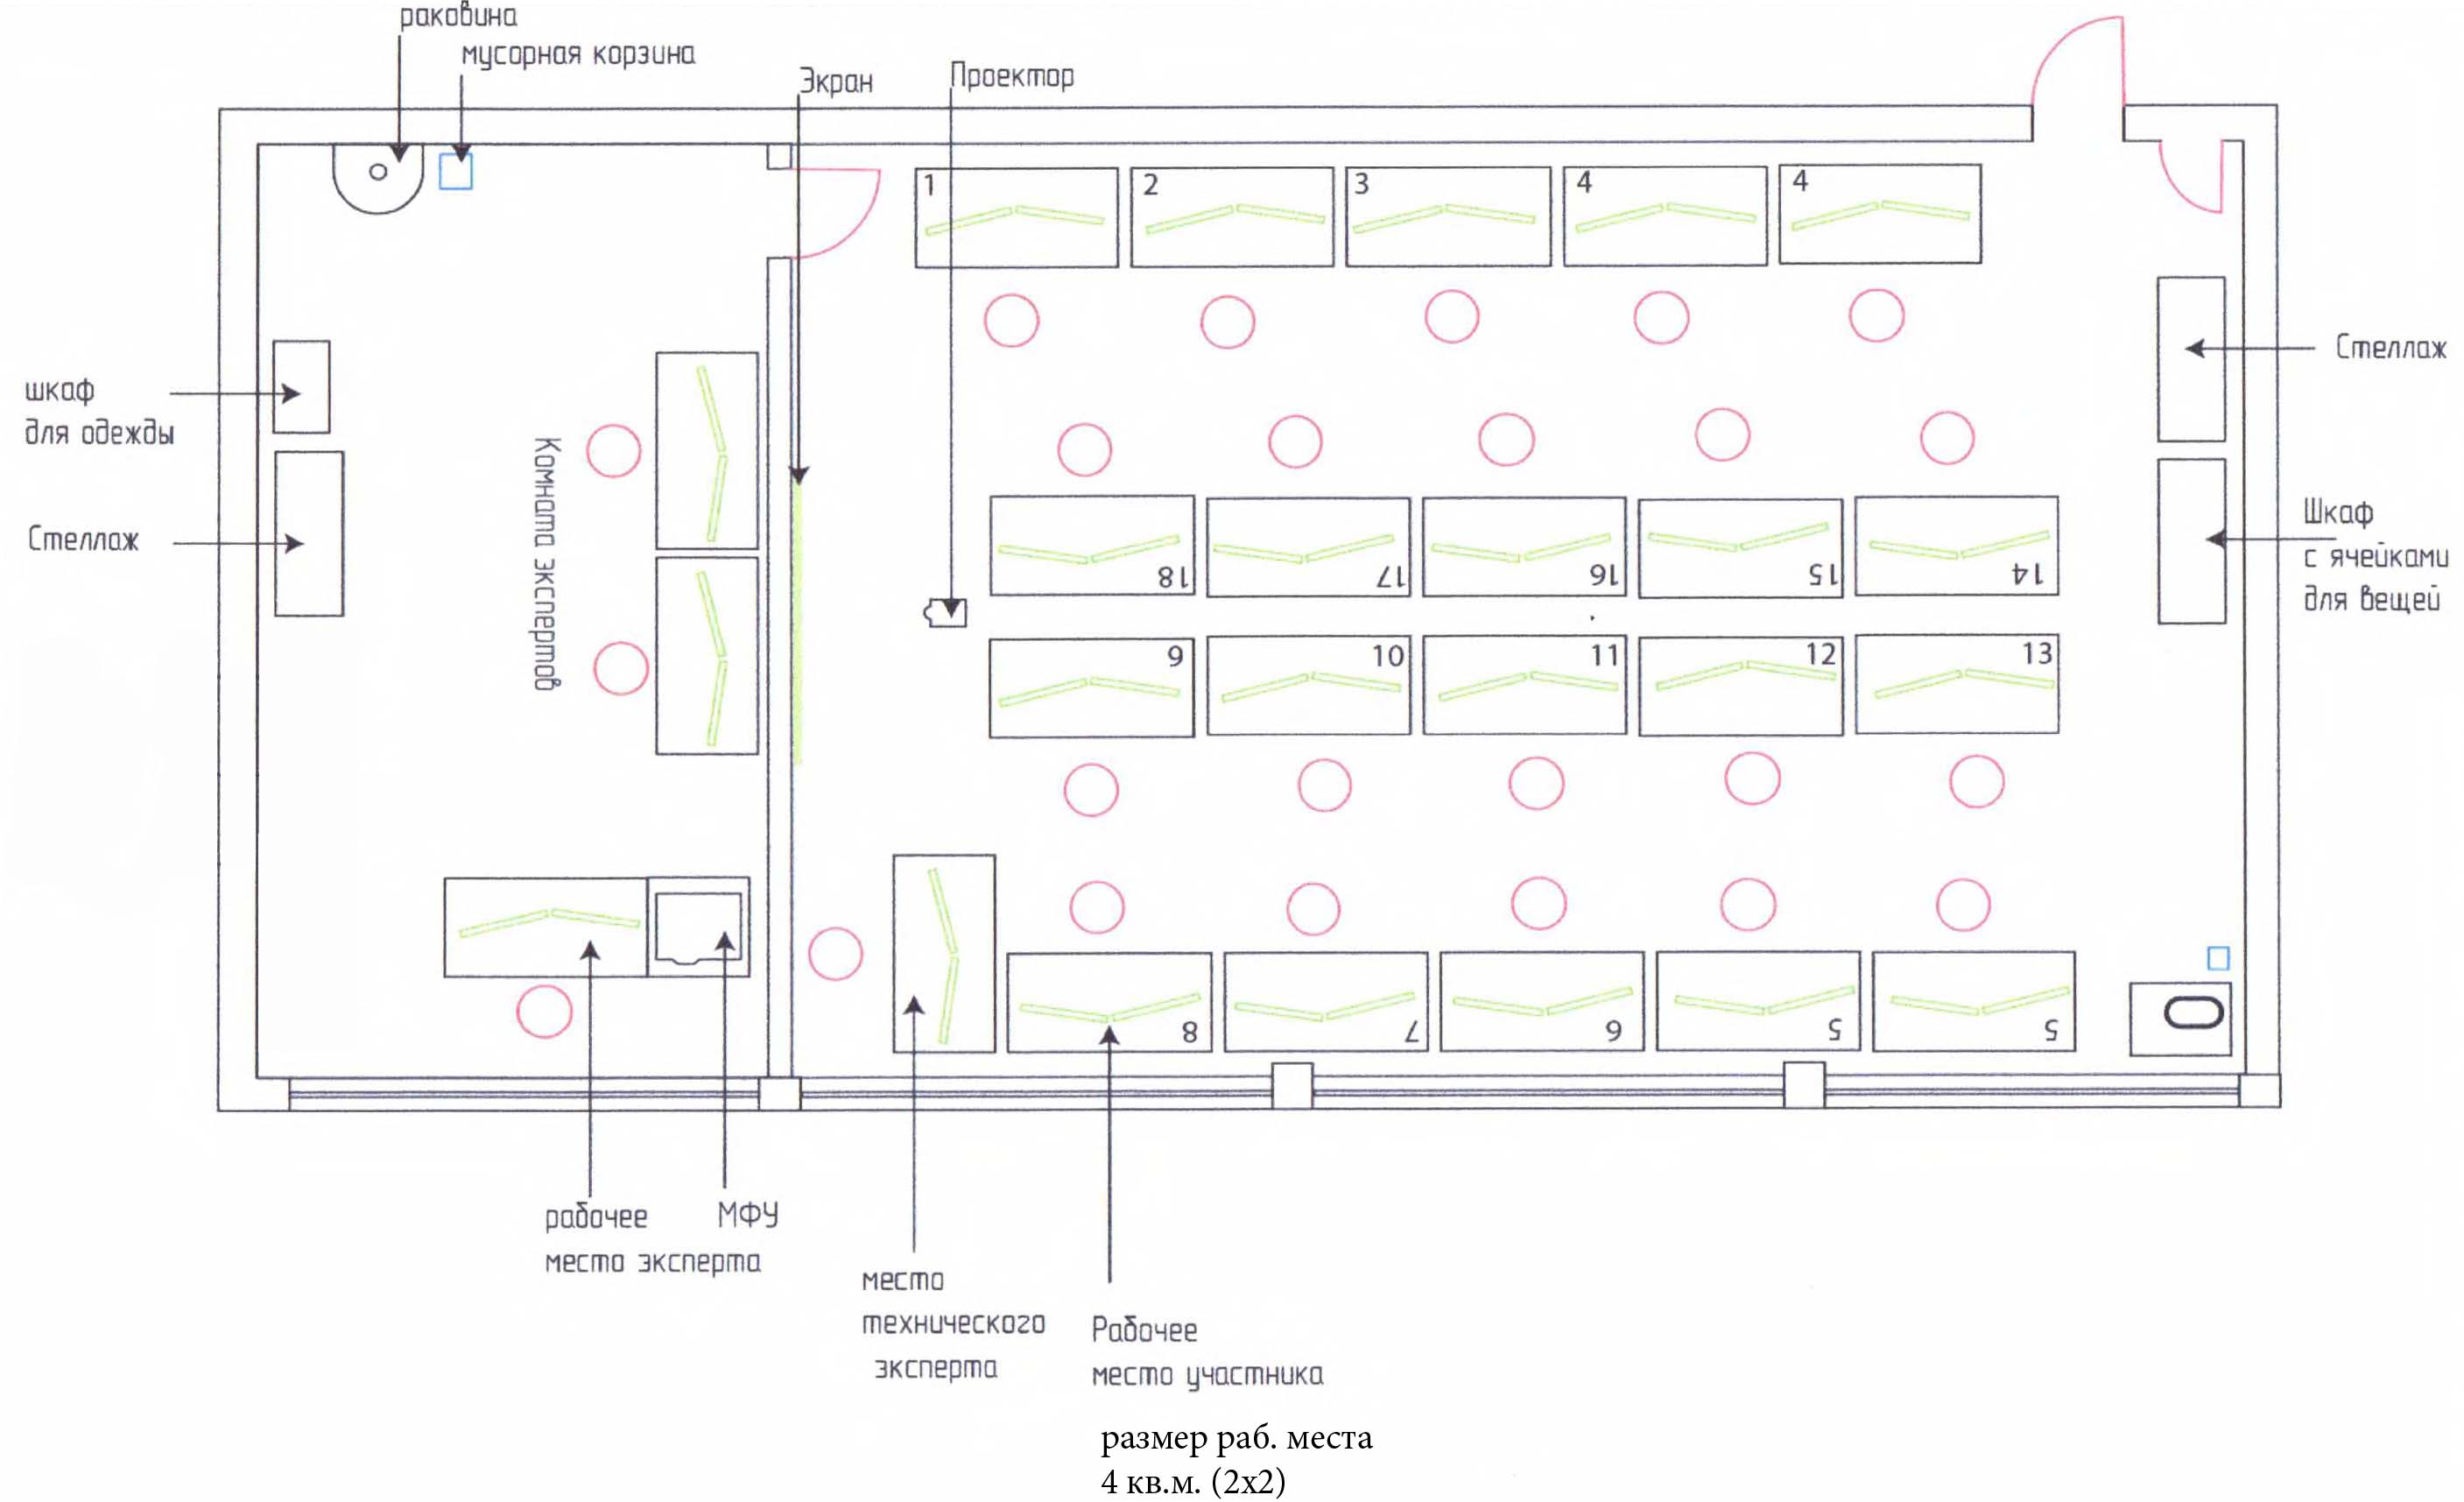 раковина
мусорная корзина
Экран
Проектор
1
2
3
4
4
Стеллаж
шкаф
для одежды
Стеллаж
Комната экспертов
18
17
16
15
14
Шкаф
с ячейками
для вещей
9
10
11
12
13
8
7
6
5
5
рабочее
место эксперта
МФУ
место
технического
эксперта
Рабочее
место участника
размер раб. места
4 кв.м. (2х2)